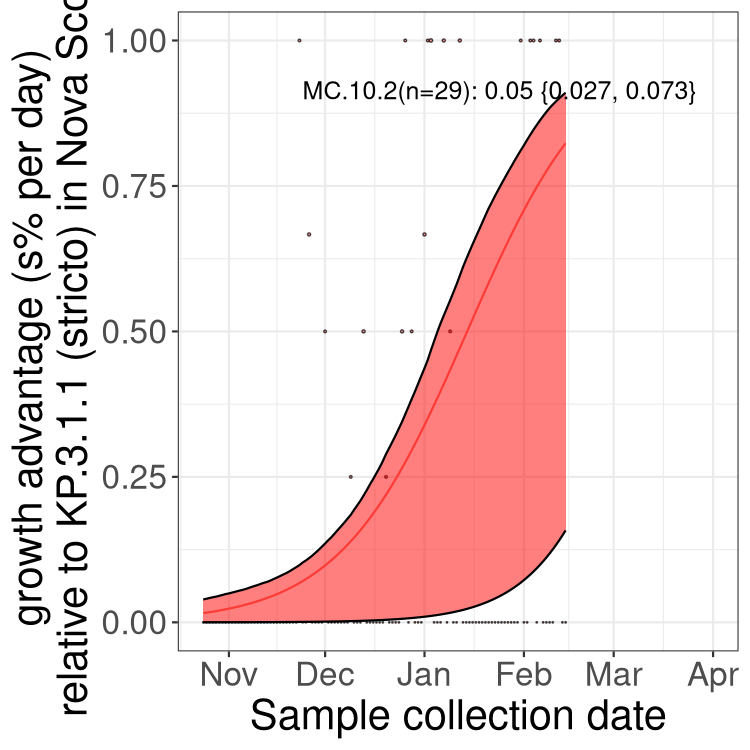 growth advantage (s% per day)
relative to KP.3.1.1 (stricto) in Nova Sco
1.00
0.75
0.50
0.25
0.00
MC.10.2(n=29): 0.05 {0.027, 0.073}
Nov Dec Jan Feb Mar Apr
Sample collection date